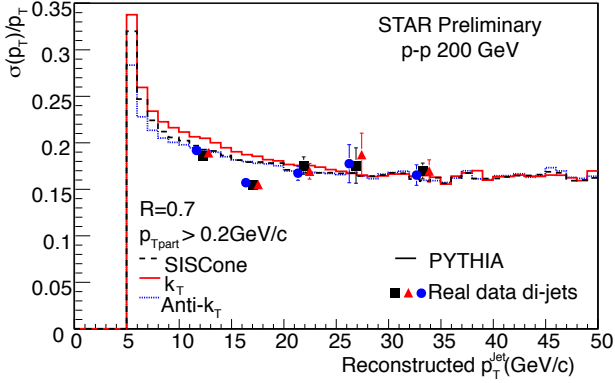 σ(p_T)/p_T
0.35
0.3
0.25
0.2
0.15
0.1
0.05
0
STAR Preliminary
p-p 200 GeV
R=0.7
p_Tpart > 0.2GeV/c
SISCone
k_T
Anti-k_T
PYTHIA
Real data di-jets
0 5 10 15 20 25 30 35 40 45 50
Reconstructed p_T^Jet(GeV/c)